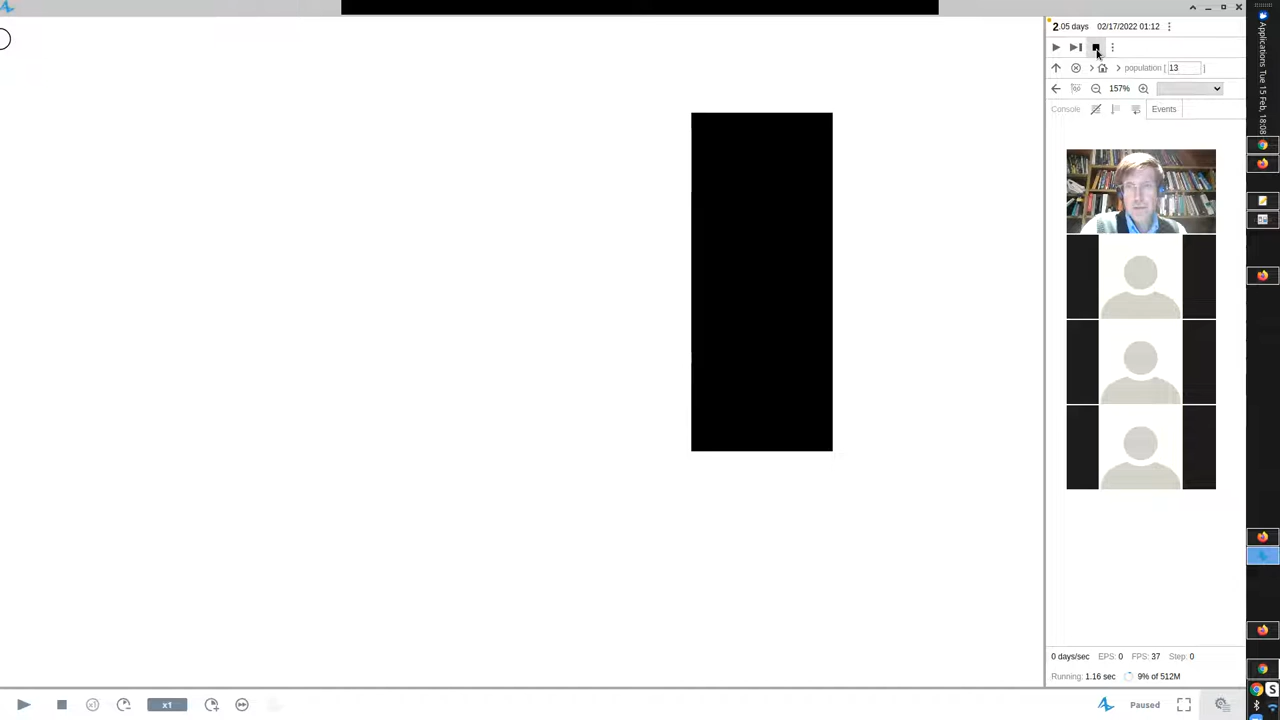 2.05 days 02/17/2022 01:12
population [ 13 ]
157%
Console Events
0 days/sec EPS: 0 FPS: 37 Step: 0
Running: 1.16 sec 9% of 512M
x1
Paused
Applications Tue 15 Feb, 18:08
S